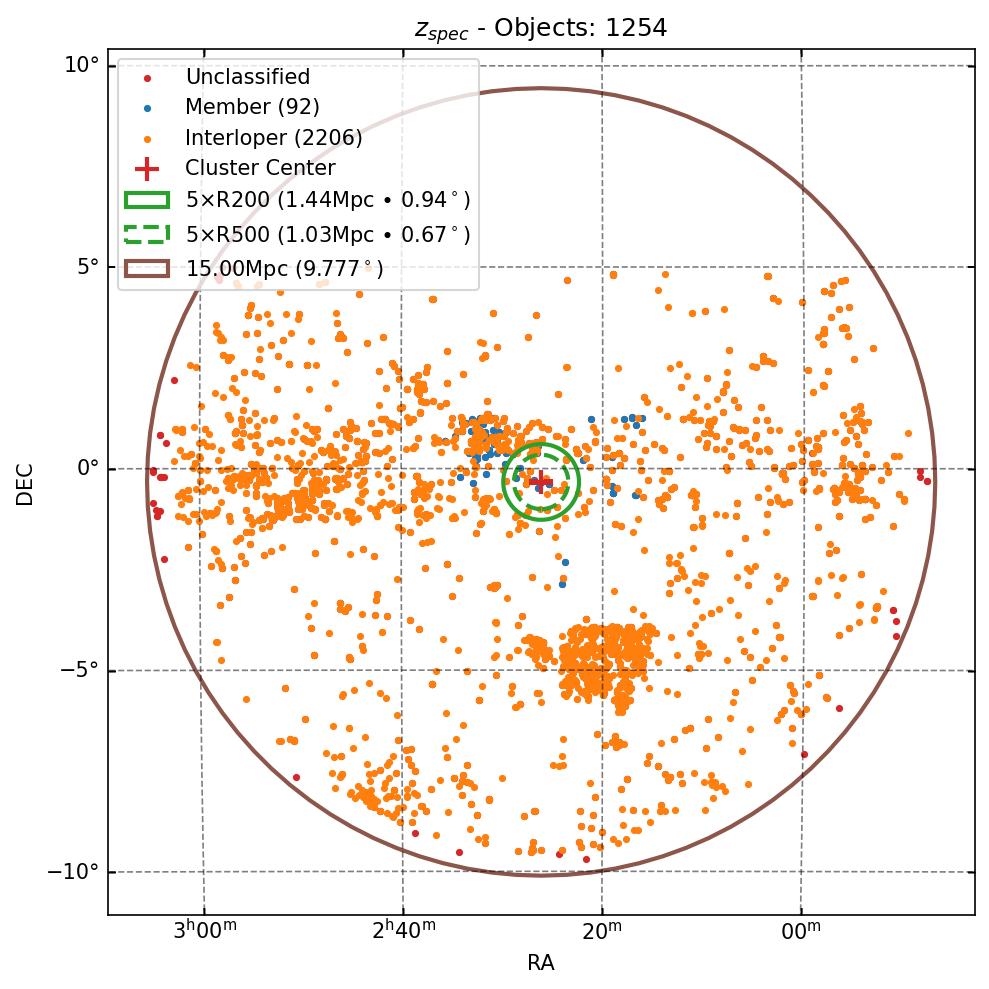 z_spec - Objects: 1254
10°
5°
0°
−5°
−10°
DEC
Unclassified
Member (92)
Interloper (2206)
Cluster Center
5×R200 (1.44Mpc • 0.94°)
5×R500 (1.03Mpc • 0.67°)
15.00Mpc (9.777°)
3h00m
2h40m
20m
00m
RA